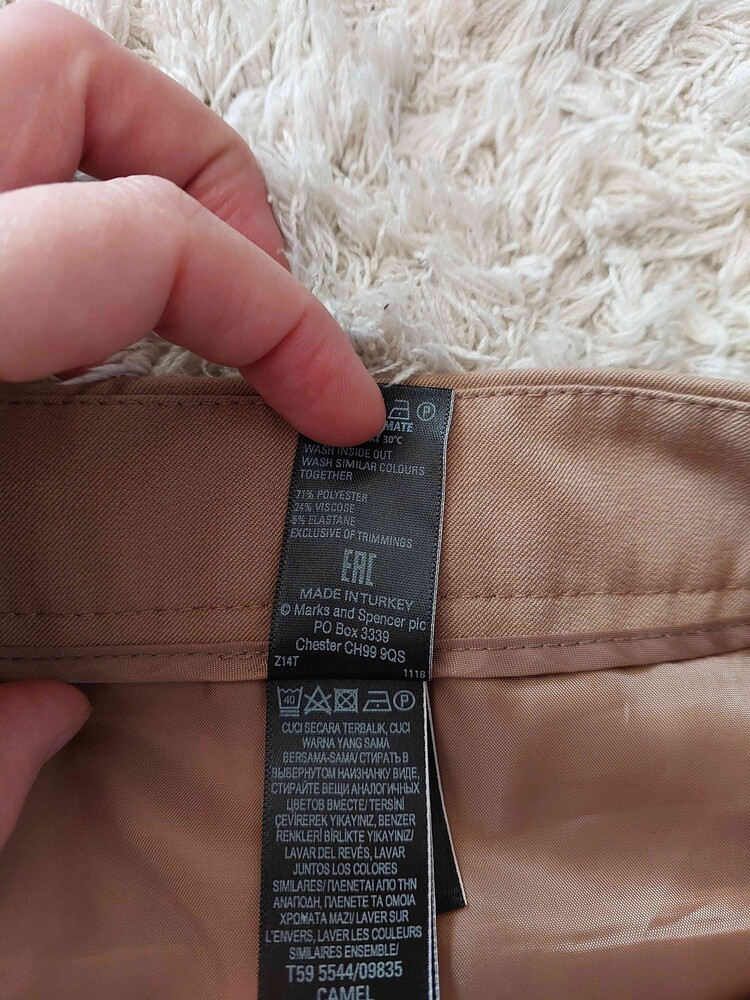 P
MATE
AT 30°C
WASH INSIDE OUT
WASH SIMILAR COLOURS
TOGETHER
71% POLYESTER
24% VISCOSE
5% ELASTANE
EXCLUSIVE OF TRIMMINGS
EAC
MADE IN TURKEY
© Marks and Spencer plc
PO Box 3339
Chester CH99 9QS
Z14T 1118
40 P
CUCI SECARA TERBALIK, CUCI
WARNA YANG SAMA
BERSAMA-SAMA/ СТИРАТЬ В
ВЫВЕРНУТОМ НАИЗНАНКУ ВИДЕ,
СТИРАЙТЕ ВЕЩИ АНАЛОГИЧНЫХ
ЦВЕТОВ ВМЕСТЕ/ TERSİNİ
ÇEVİREREK YIKAYINIZ, BENZER
RENKLERİ BİRLİKTE YIKAYINIZ/
LAVAR DEL REVÉS, LAVAR
JUNTOS LOS COLORES
SIMILARES/ ΠΛΕΝΕΤΑΙ ΑΠΟ ΤΗΝ
ΑΝΑΠΟΔΗ, ΠΛΕΝΕΤΕ ΤΑ ΟΜΟΙΑ
ΧΡΩΜΑΤΑ ΜΑΖΙ/ LAVER SUR
L'ENVERS, LAVER LES COULEURS
SIMILAIRES ENSEMBLE/
T59 5544/09835
CAMEL